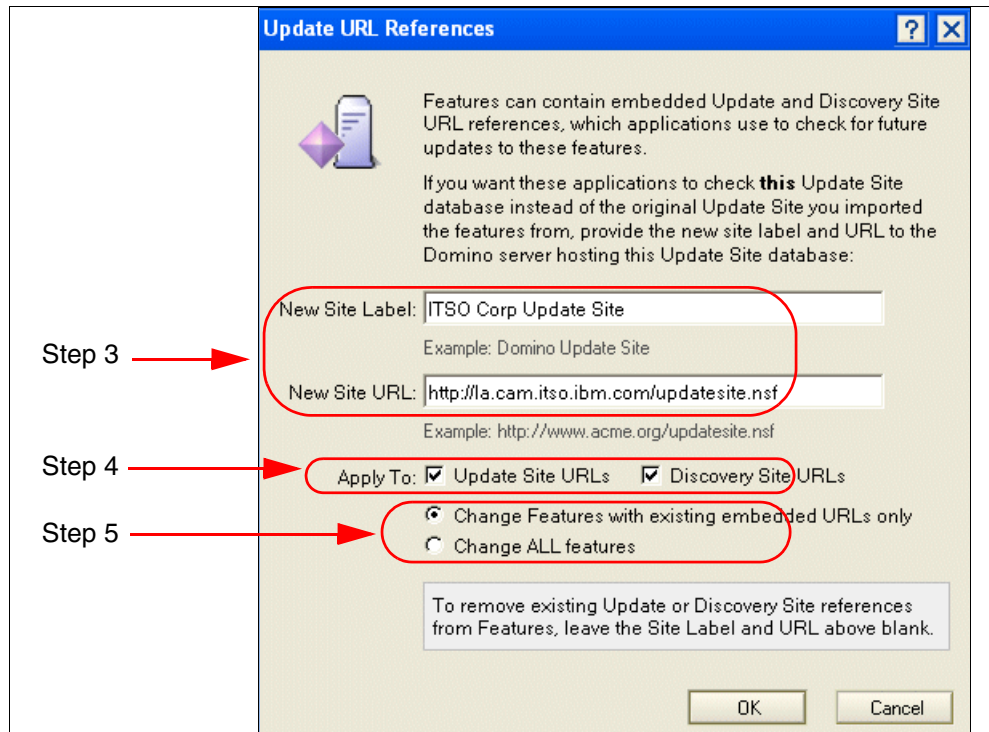 Update URL References
Features can contain embedded Update and Discovery Site
URL references, which applications use to check for future
updates to these features.
If you want these applications to check this Update Site
database instead of the original Update Site you imported
the features from, provide the new site label and URL to the
Domino server hosting this Update Site database:
New Site Label: ITSO Corp Update Site
Example: Domino Update Site
Step 3
New Site URL: http://la.cam.itso.ibm.com/updatesite.nsf
Example: http://www.acme.org/updatesite.nsf
Step 4
Apply To: Update Site URLs Discovery Site URLs
Change Features with existing embedded URLs only
Step 5
Change ALL features
To remove existing Update or Discovery Site references
from Features, leave the Site Label and URL above blank.
OK Cancel